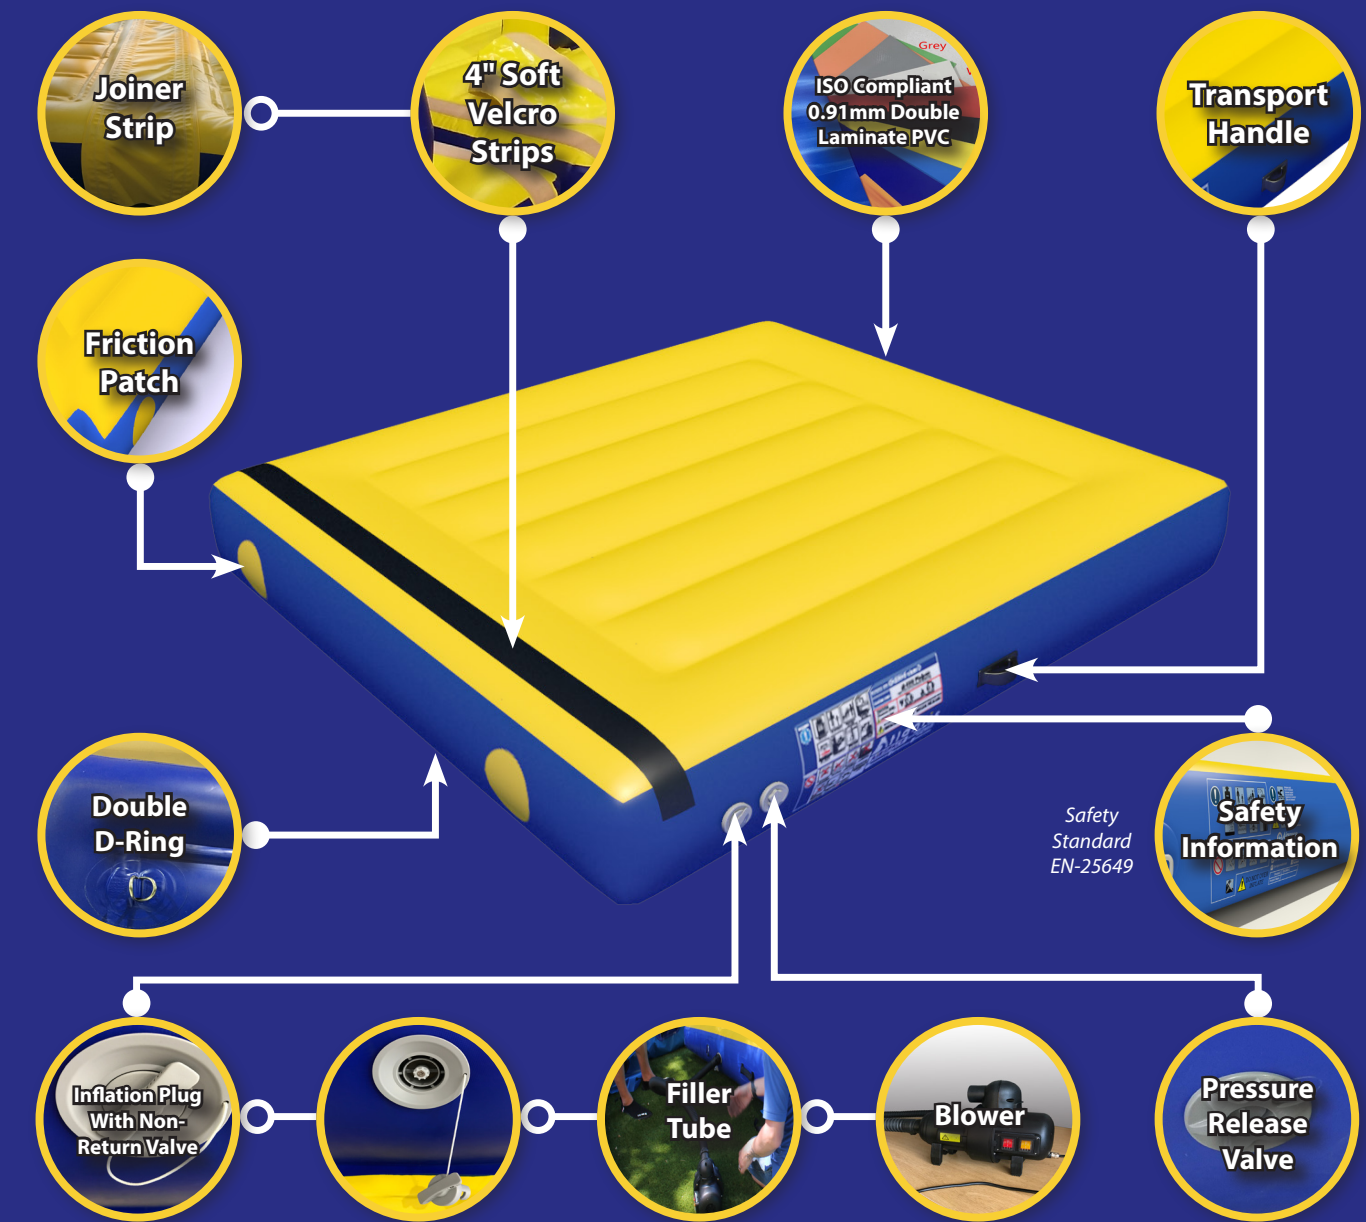 Joiner
Strip
4" Soft
Velcro
Strips
Grey
ISO Compliant
0.91mm Double
Laminate PVC
Transport
Handle
Friction
Patch
Double
D-Ring
Safety
Standard
EN-25649
Safety
Information
Inflation Plug
With Non-
Return Valve
Filler
Tube
Blower
Pressure
Release
Valve